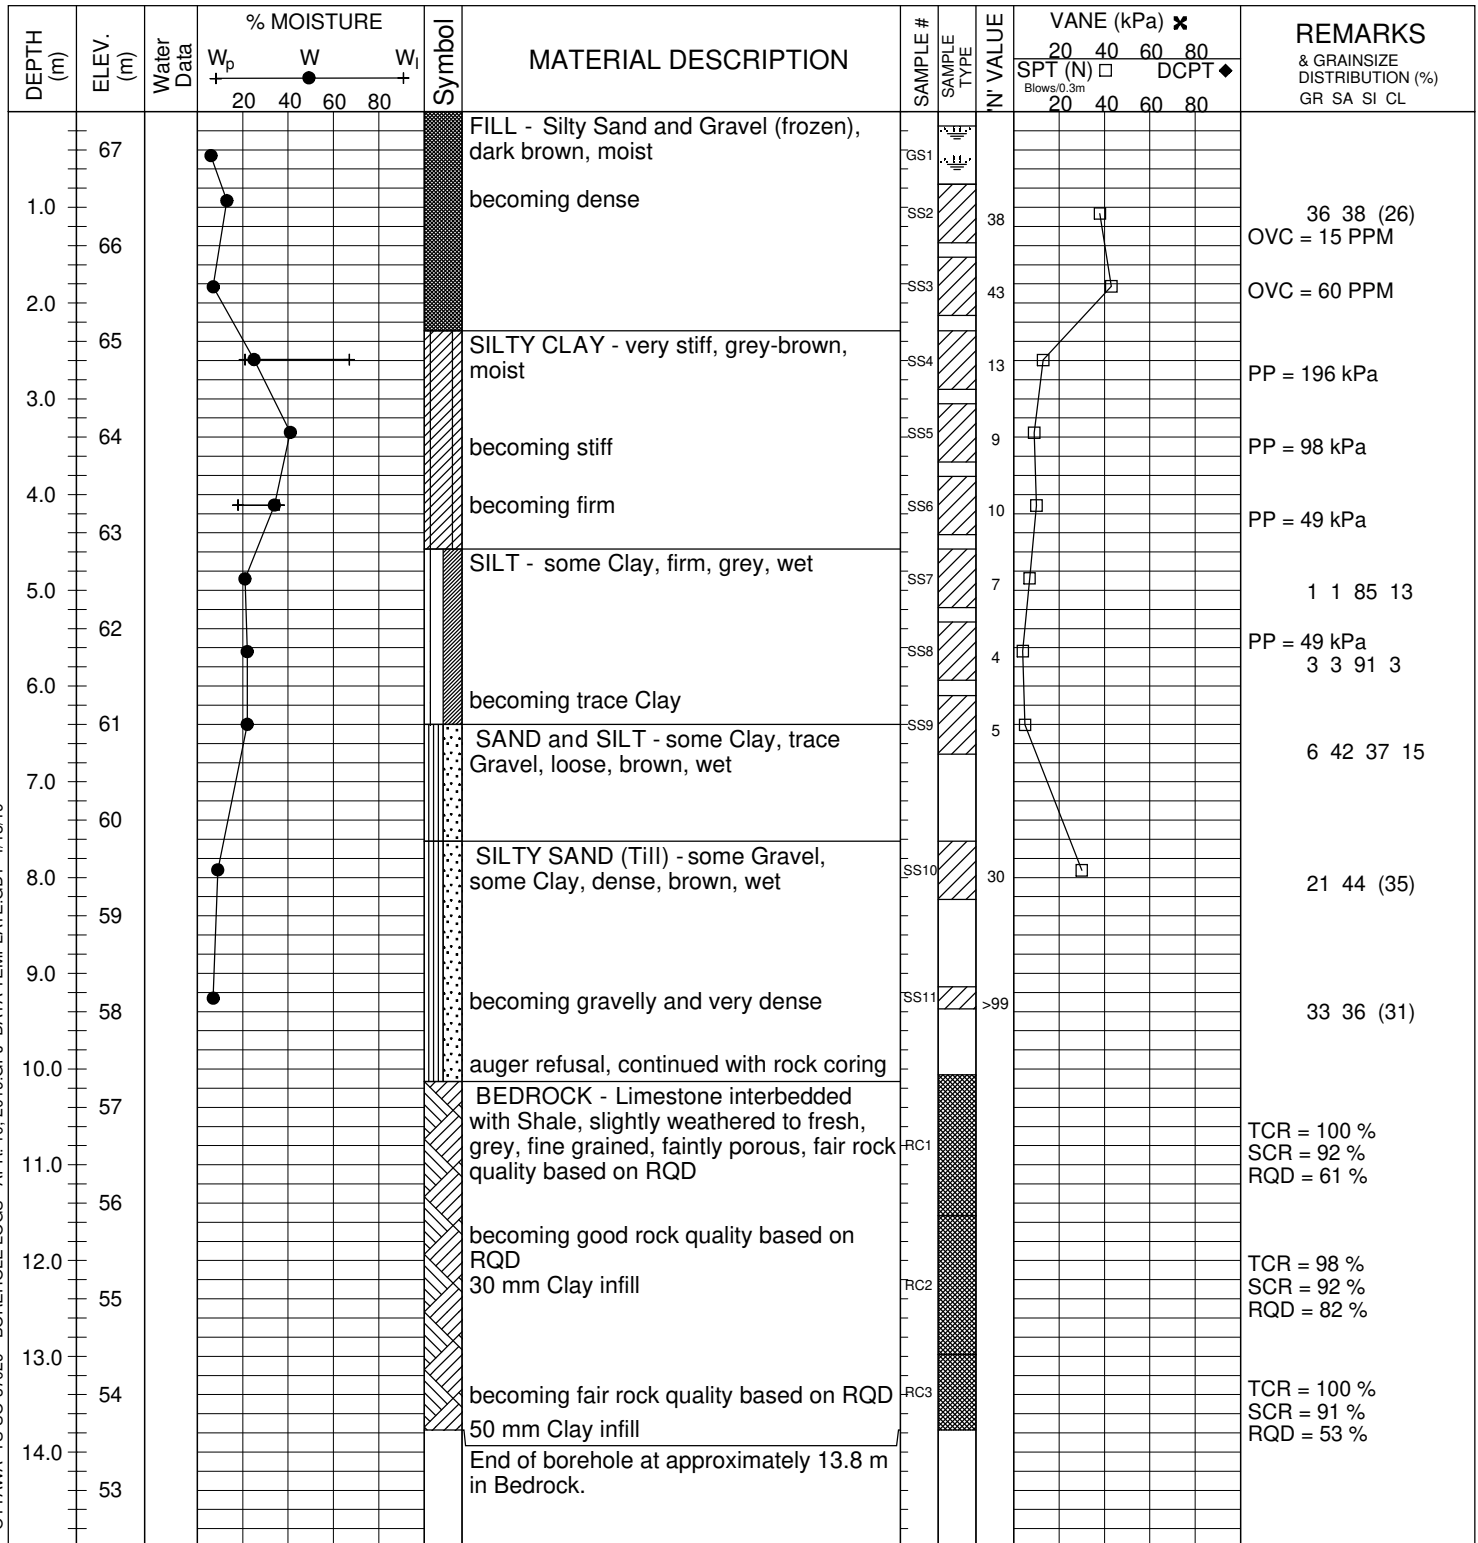 DEPTH (m)
ELEV. (m)
Water Data
% MOISTURE
Wp W Wl
20 40 60 80
Symbol
MATERIAL DESCRIPTION
SAMPLE #
SAMPLE TYPE
'N' VALUE
VANE (kPa) ✖
20 40 60 80
SPT (N) □ DCPT ◆
Blows/0.3m
20 40 60 80
REMARKS
& GRAINSIZE
DISTRIBUTION (%)
GR SA SI CL
FILL - Silty Sand and Gravel (frozen),
dark brown, moist
67
GS1
becoming dense
1.0
SS2
38
36 38 (26)
OVC = 15 PPM
66
SS3
43
OVC = 60 PPM
2.0
65
SILTY CLAY - very stiff, grey-brown,
moist
SS4
13
PP = 196 kPa
3.0
64
SS5
9
becoming stiff
PP = 98 kPa
4.0
becoming firm
SS6
10
PP = 49 kPa
63
SILT - some Clay, firm, grey, wet
SS7
7
5.0
1 1 85 13
62
SS8
4
PP = 49 kPa
3 3 91 3
6.0
becoming trace Clay
61
SS9
5
SAND and SILT - some Clay, trace
Gravel, loose, brown, wet
6 42 37 15
7.0
60
SILTY SAND (Till) - some Gravel,
some Clay, dense, brown, wet
8.0
SS10
30
21 44 (35)
59
9.0
becoming gravelly and very dense
SS11
>99
58
33 36 (31)
auger refusal, continued with rock coring
10.0
57
BEDROCK - Limestone interbedded
with Shale, slightly weathered to fresh,
grey, fine grained, faintly porous, fair rock
quality based on RQD
RC1
TCR = 100 %
SCR = 92 %
RQD = 61 %
11.0
56
becoming good rock quality based on
RQD
30 mm Clay infill
12.0
RC2
TCR = 98 %
SCR = 92 %
RQD = 82 %
55
13.0
54
becoming fair rock quality based on RQD
RC3
50 mm Clay infill
TCR = 100 %
SCR = 91 %
RQD = 53 %
14.0
End of borehole at approximately 13.8 m
in Bedrock.
53